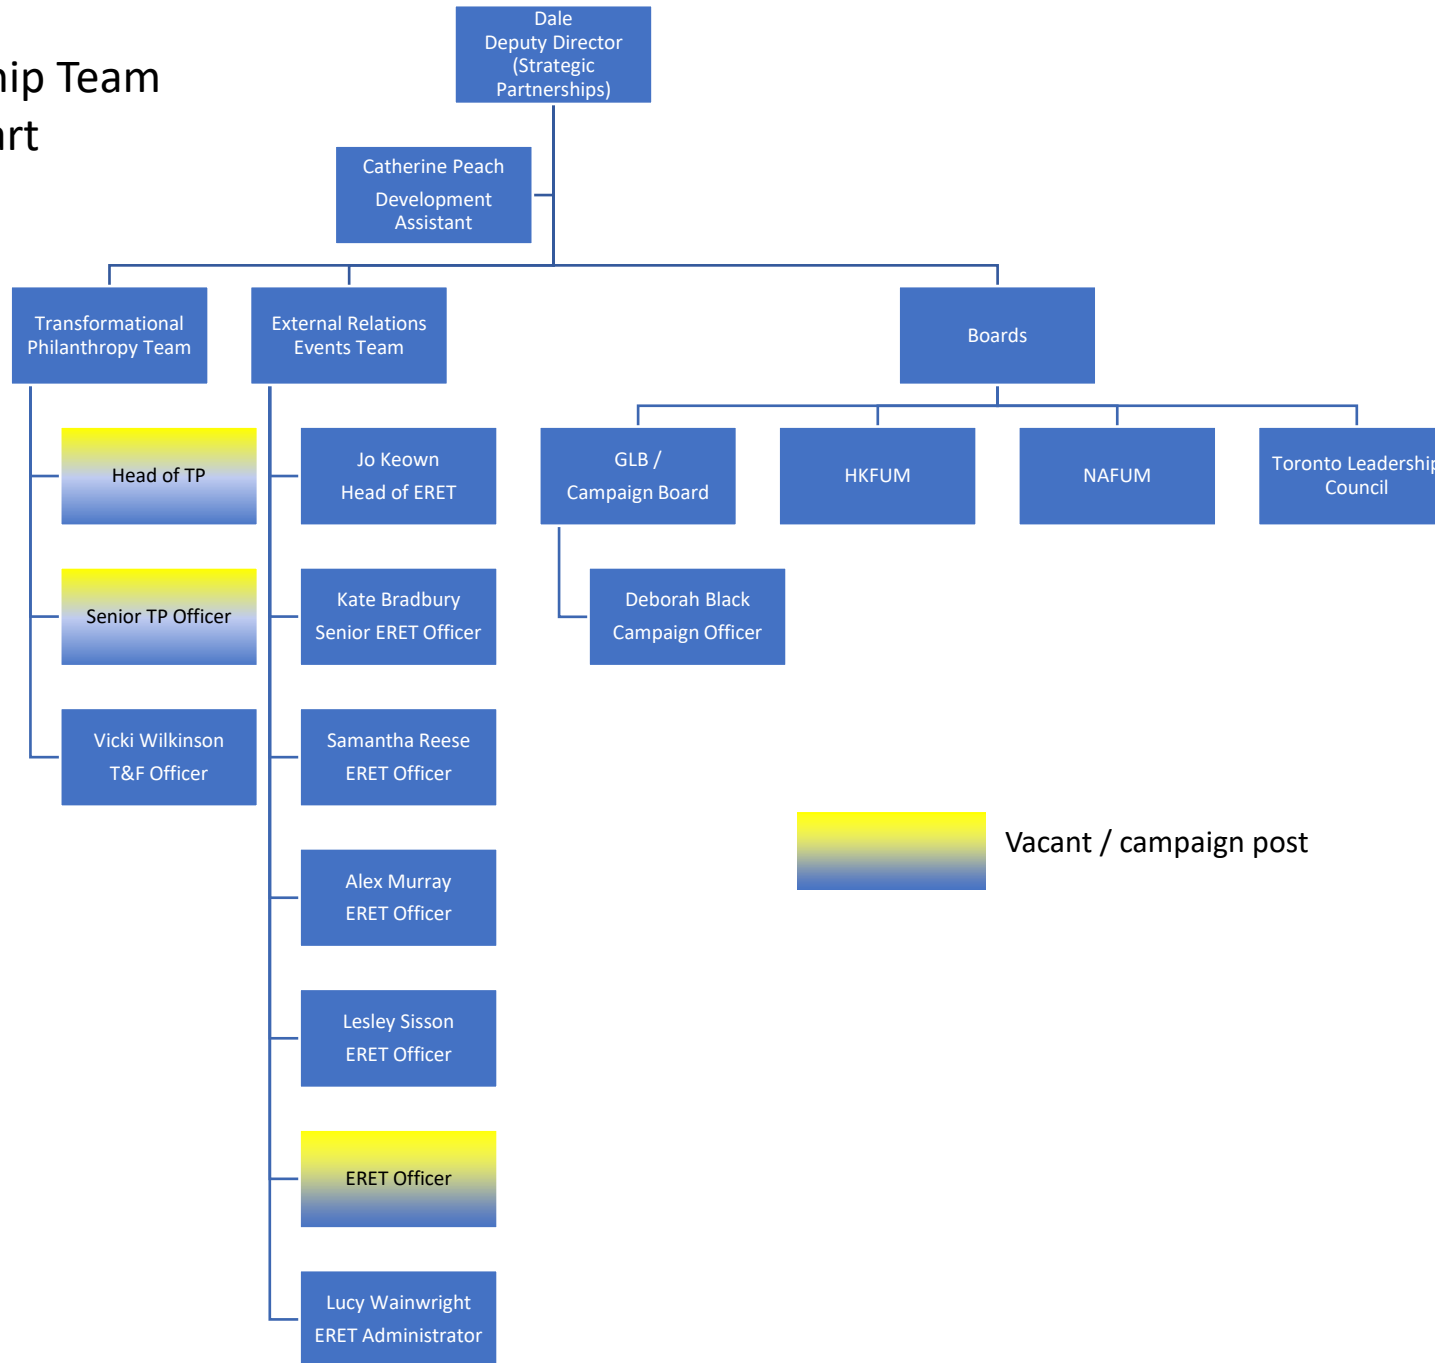 Dale
Deputy Director
(Strategic
Partnerships)
hip Team
art
Catherine Peach
Development
Assistant
Transformational
Philanthropy Team
External Relations
Events Team
Boards
Head of TP
Jo Keown
Head of ERET
GLB /
Campaign Board
HKFUM
NAFUM
Toronto Leadership
Council
Senior TP Officer
Kate Bradbury
Senior ERET Officer
Deborah Black
Campaign Officer
Vicki Wilkinson
T&F Officer
Samantha Reese
ERET Officer
Vacant / campaign post
Alex Murray
ERET Officer
Lesley Sisson
ERET Officer
ERET Officer
Lucy Wainwright
ERET Administrator